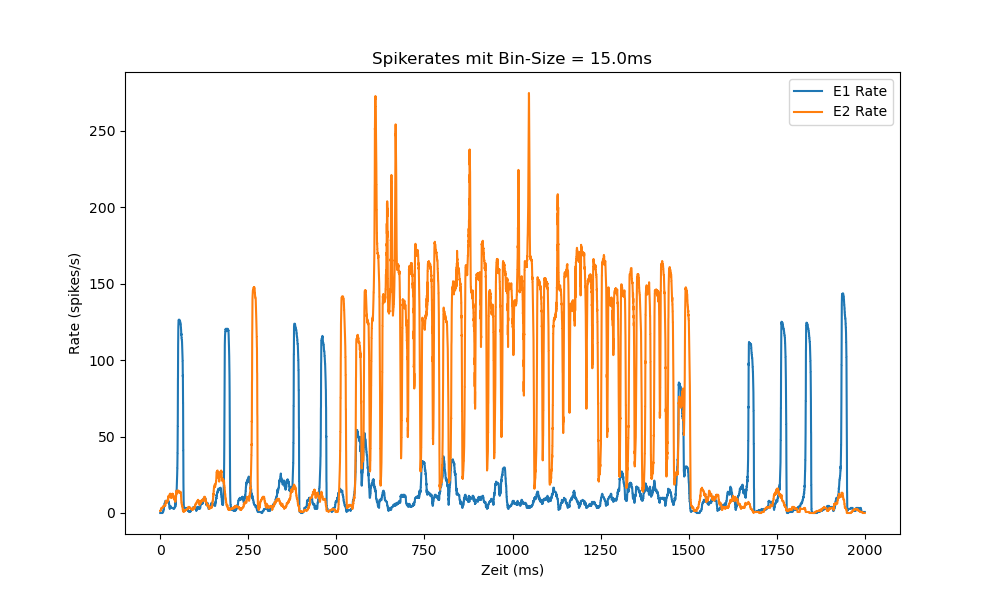 Spikerates mit Bin-Size = 15.0ms
E1 Rate
E2 Rate
250
200
150
100
50
0
Rate (spikes/s)
0 250 500 750 1000 1250 1500 1750 2000
Zeit (ms)